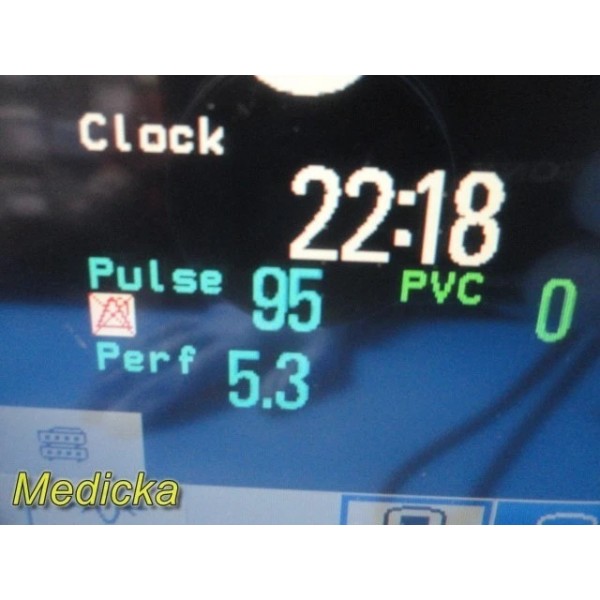 Clock
22:18
Pulse 95 PVC 0
Perf 5.3
Medicka